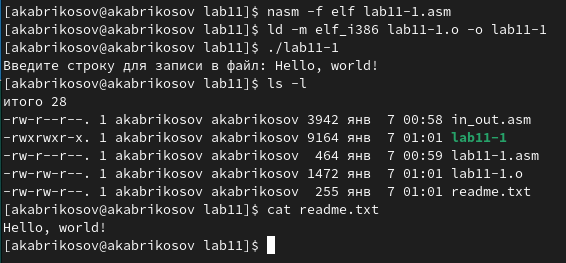 [akabrikosov@akabrikosov lab11]$ nasm -f elf lab11-1.asm
[akabrikosov@akabrikosov lab11]$ ld -m elf_i386 lab11-1.o -o lab11-1
[akabrikosov@akabrikosov lab11]$ ./lab11-1
Введите строку для записи в файл: Hello, world!
[akabrikosov@akabrikosov lab11]$ ls -l
итого 28
-rw-r--r--. 1 akabrikosov akabrikosov 3942 янв  7 00:58 in_out.asm
-rwxrwxr-x. 1 akabrikosov akabrikosov 9164 янв  7 01:01 lab11-1
-rw-rw-r--. 1 akabrikosov akabrikosov  464 янв  7 00:59 lab11-1.asm
-rw-rw-r--. 1 akabrikosov akabrikosov 1472 янв  7 01:01 lab11-1.o
-rw-rw-r--. 1 akabrikosov akabrikosov  255 янв  7 01:01 readme.txt
[akabrikosov@akabrikosov lab11]$ cat readme.txt
Hello, world!
[akabrikosov@akabrikosov lab11]$